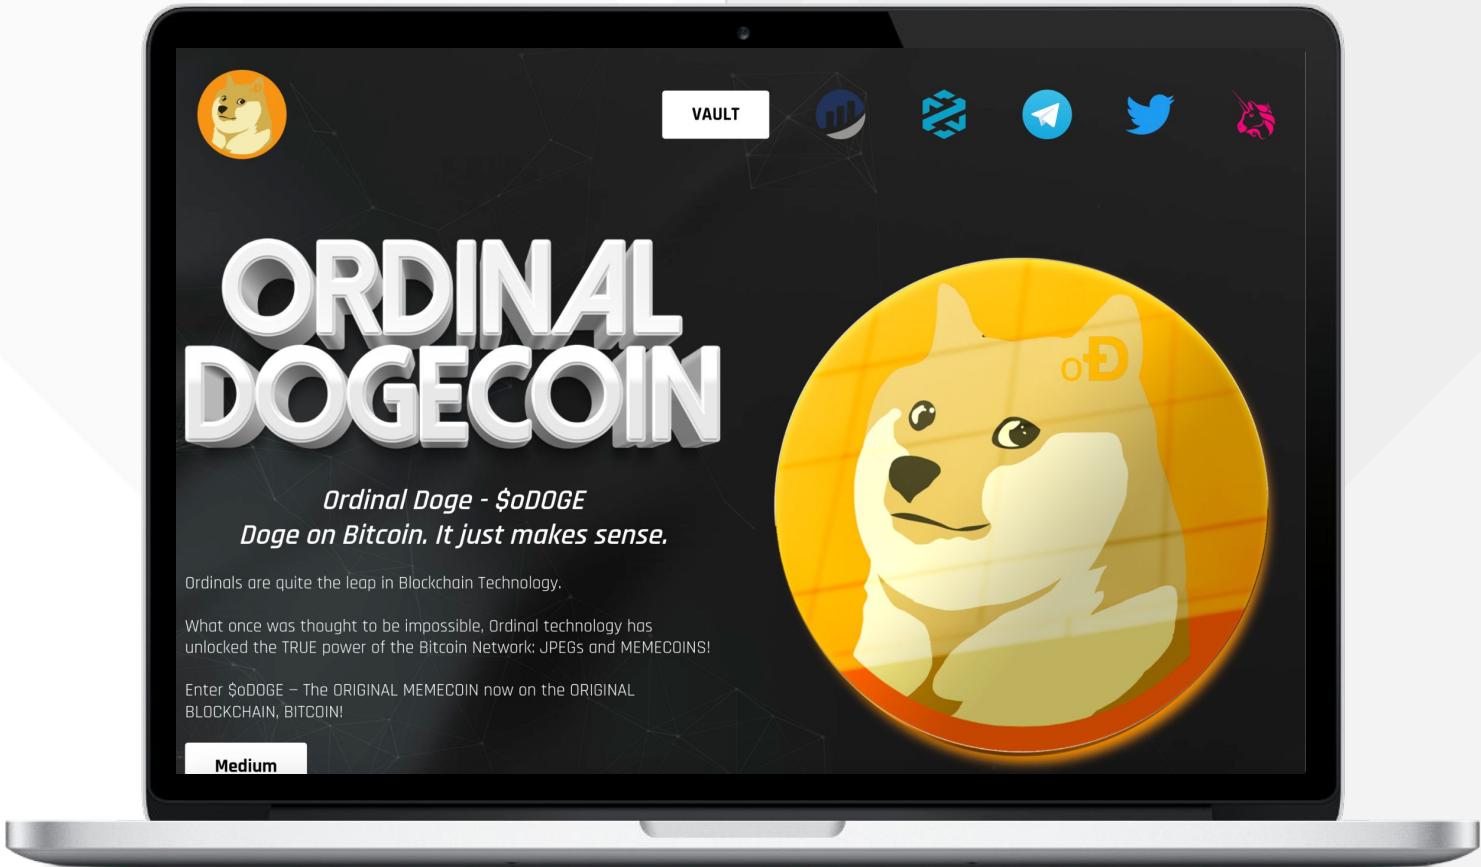 VAULT
ORDINAL
DOGECOIN
oÐ
Ordinal Doge - $oDOGE
Doge on Bitcoin. It just makes sense.
Ordinals are quite the leap in Blockchain Technology.
What once was thought to be impossible, Ordinal technology has
unlocked the TRUE power of the Bitcoin Network: JPEGs and MEMECOINS!
Enter $oDOGE – The ORIGINAL MEMECOIN now on the ORIGINAL
BLOCKCHAIN, BITCOIN!
Medium